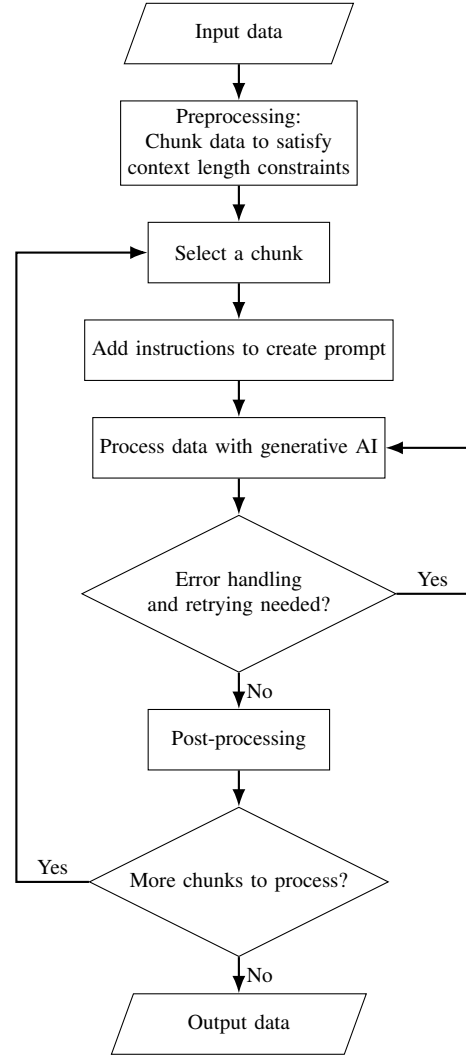 Input data
Preprocessing:
Chunk data to satisfy
context length constraints
Select a chunk
Add instructions to create prompt
Process data with generative AI
Error handling
and retrying needed?
Yes
No
Post-processing
Yes
More chunks to process?
No
Output data